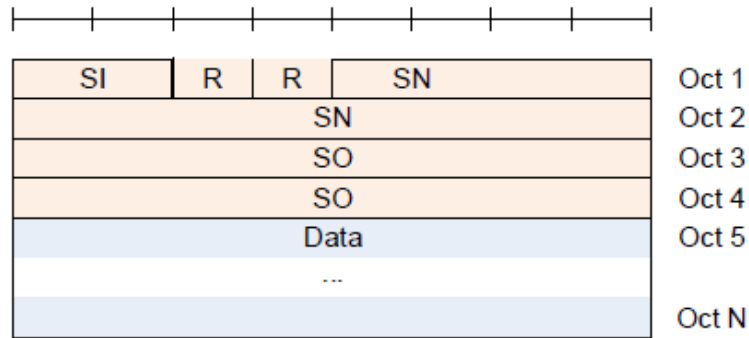 SI R R SN Oct 1
SN Oct 2
SO Oct 3
SO Oct 4
Data Oct 5
...
Oct N